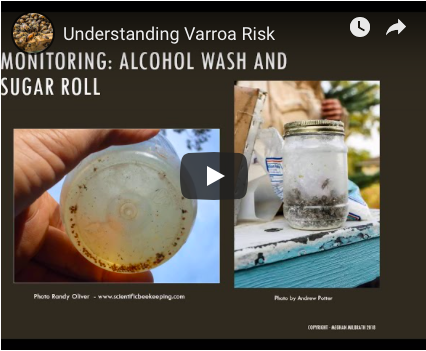 Understanding Varroa Risk
MONITORING: ALCOHOL WASH AND
SUGAR ROLL
Photo Randy Oliver - www.scientificbeekeeping.com
Photo by Andrew Potter
COPYRIGHT - MEGHAN MILBRATH 2018